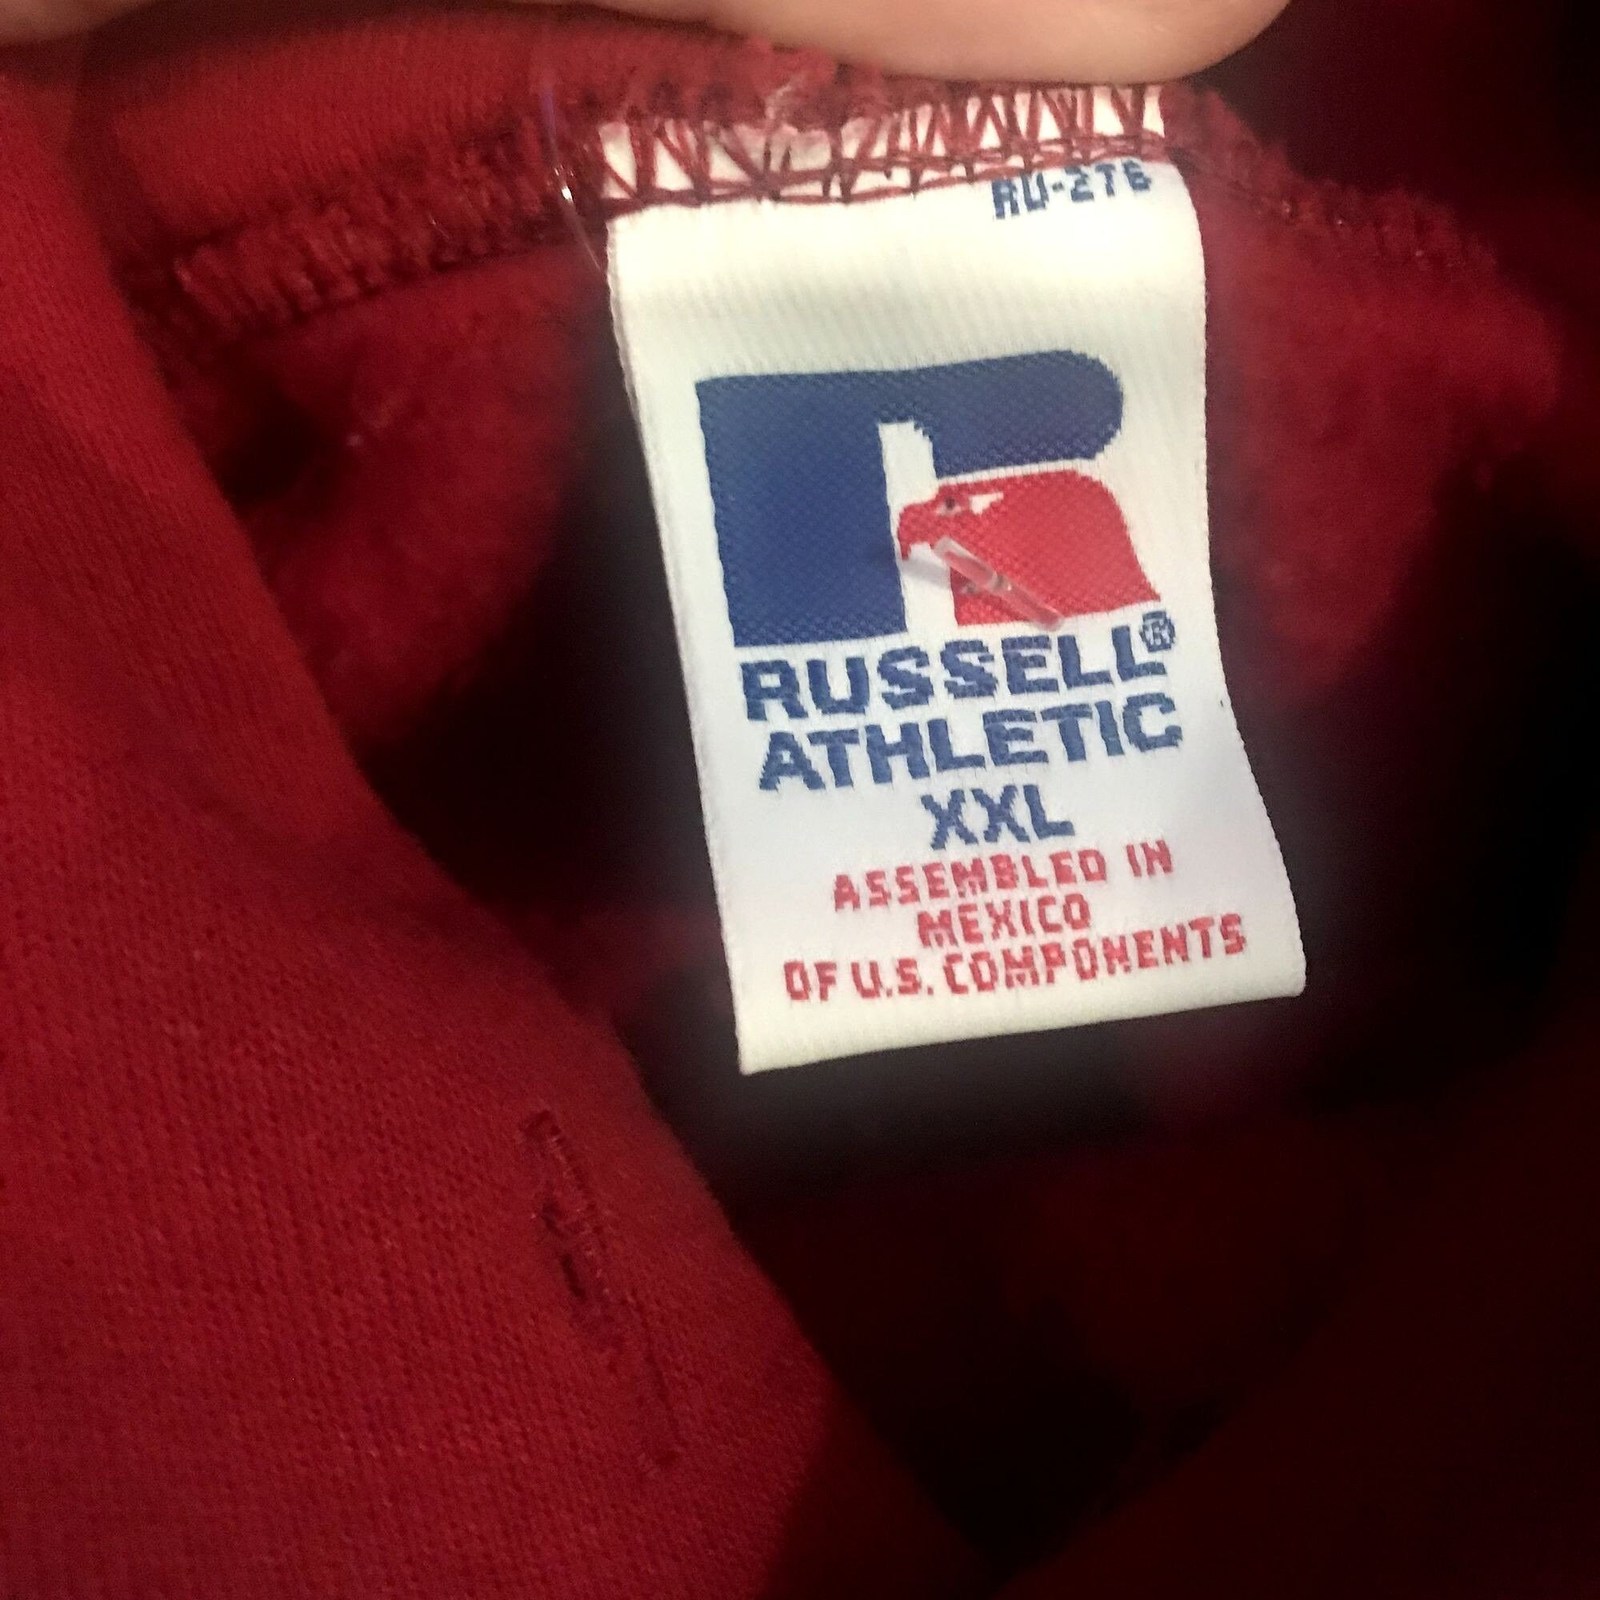 RU-276
RUSSELL®
ATHLETIC
XXL
ASSEMBLED IN
MEXICO
OF U.S. COMPONENTS